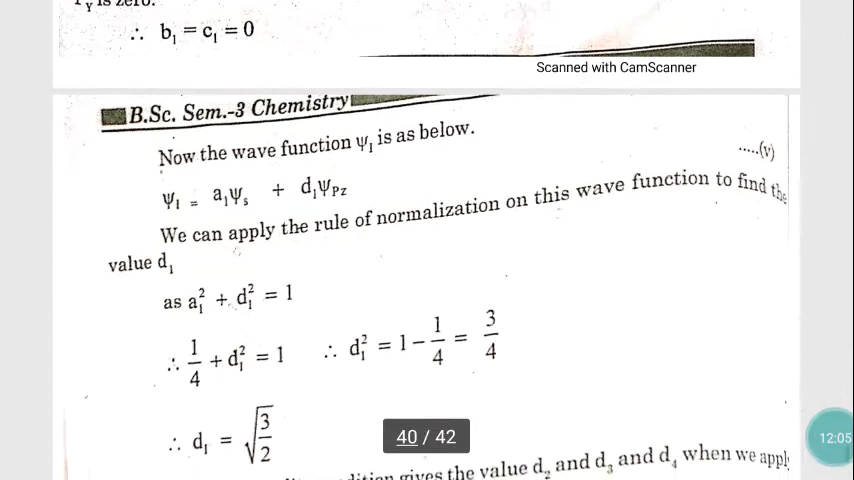 is zero.
∴ b₁ = c₁ = 0
Scanned with CamScanner
B.Sc. Sem.-3 Chemistry
Now the wave function ψ₁ is as below.
ψ₁ = a₁ψₛ + d₁ψPz .....(v)
We can apply the rule of normalization on this wave function to find the
value d₁
as a₁² + d₁² = 1
∴ 1/4 + d₁² = 1 ∴ d₁² = 1 − 1/4 = 3/4
∴ d₁ = √(3/2)
40 / 42
gives the value d₂ and d₃ and d₄ when we
12:05